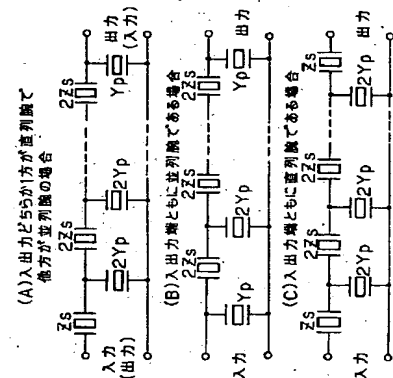 (A)入出力どちらか1方が直列腕で
他方が並列腕の場合
Zs 2Zs 2Zs
2Yp 2Yp Yp
入力
(出力)
出力
(入力)
(B)入出力端ともに並列腕である場合
2Zs 2Zs 2Zs
Yp 2Yp Yp
入力
出力
(C)入出力端ともに直列腕である場合
Zs 2Zs 2Zs Zs
2Yp 2Yp 2Yp
入力
出力